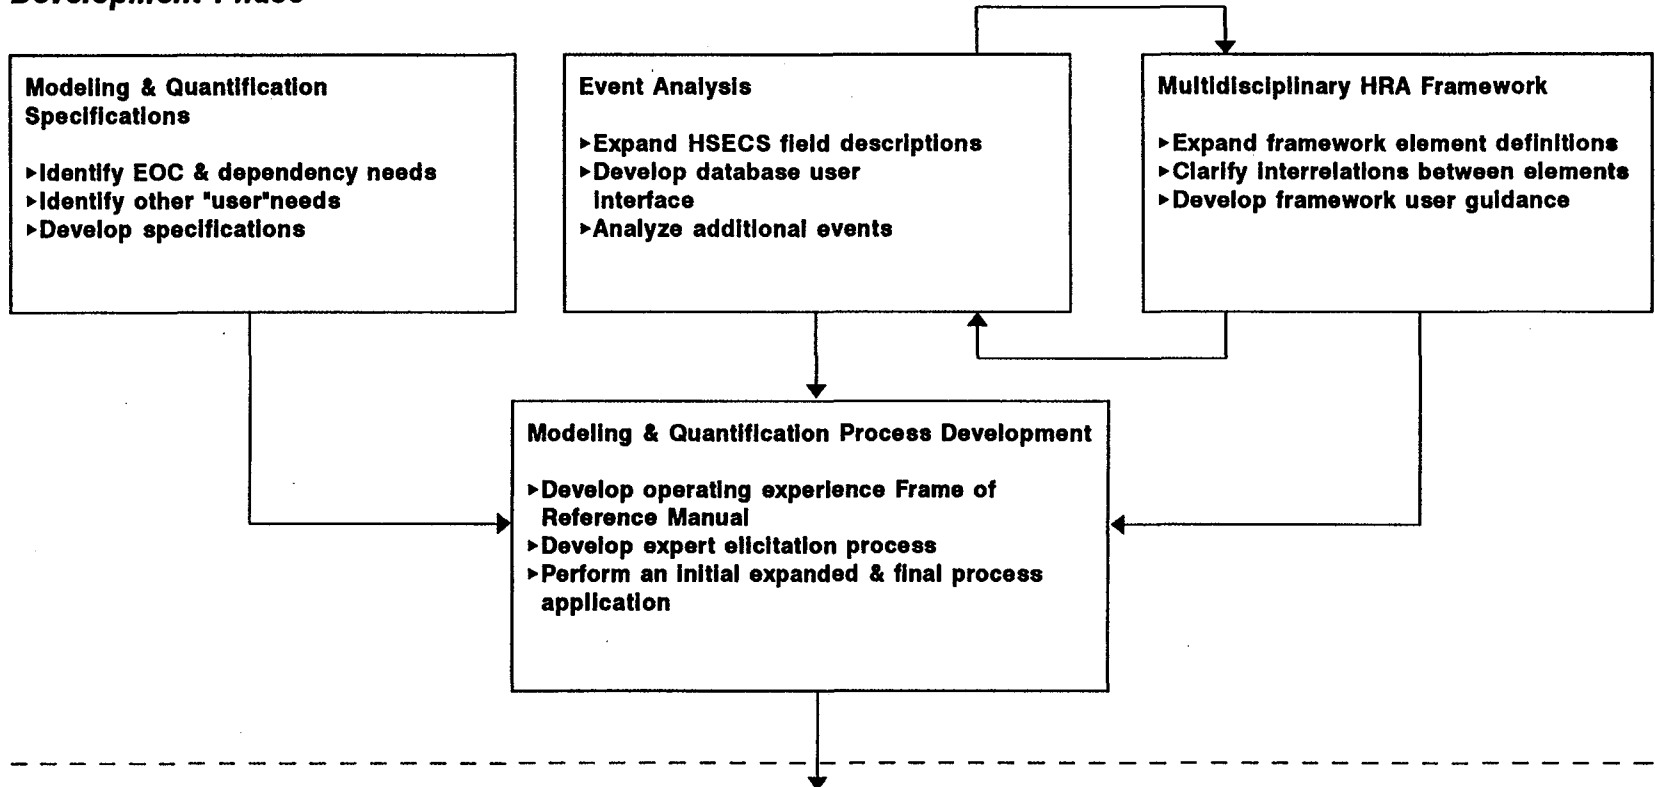 Development Phase
Modeling & Quantification
Specifications
▸Identify EOC & dependency needs
▸Identify other "user"needs
▸Develop specifications
Event Analysis
▸Expand HSECS field descriptions
▸Develop database user
interface
▸Analyze additional events
Multidisciplinary HRA Framework
▸Expand framework element definitions
▸Clarify interrelations between elements
▸Develop framework user guidance
Modeling & Quantification Process Development
▸Develop operating experience Frame of
Reference Manual
▸Develop expert elicitation process
▸Perform an initial expanded & final process
application